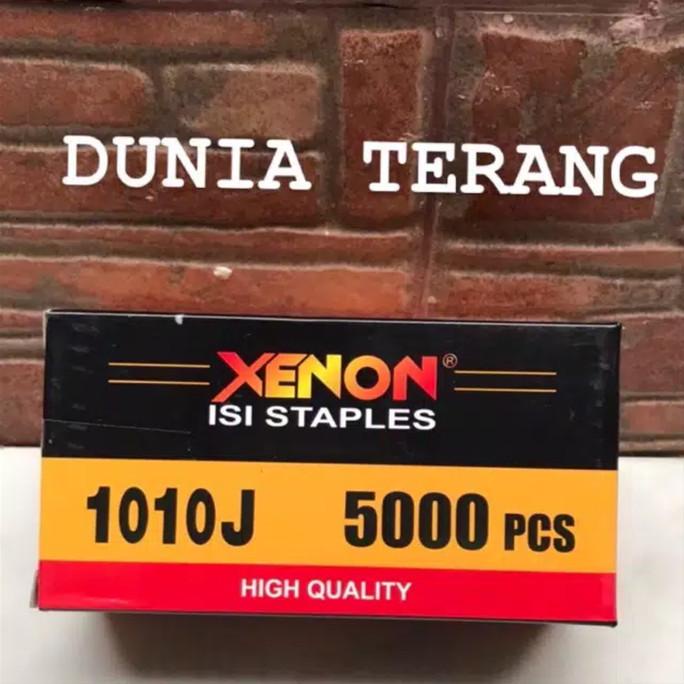 DUNIA TERANG
XENON®
ISI STAPLES
1010J 5000 PCS
HIGH QUALITY